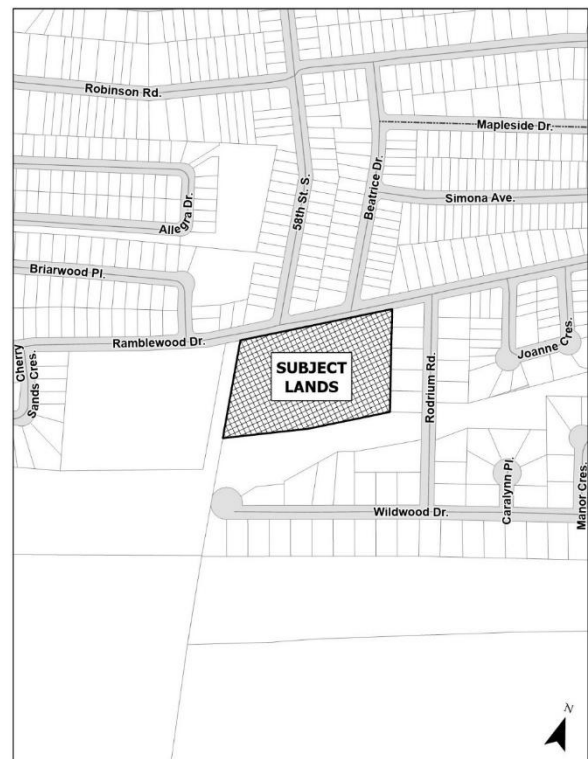 Robinson Rd.
Mapleside Dr.
58th St. S.
Beatrice Dr.
Simona Ave.
Allegra Dr.
Briarwood Pl.
Ramblewood Dr.
Cherry
Sands Cres.
SUBJECT
LANDS
Rodrium Rd.
Joanne Cres.
Wildwood Dr.
Caralynn Pl.
Manor Cres.
N